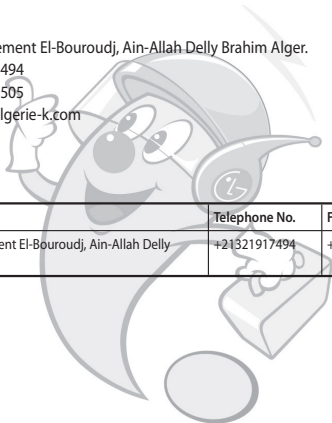 ement El-Bouroudj, Ain-Allah Delly Brahim Alger.
494
505
lgerie-k.com
LG
Telephone No. F
ent El-Bouroudj, Ain-Allah Delly +21321917494 +